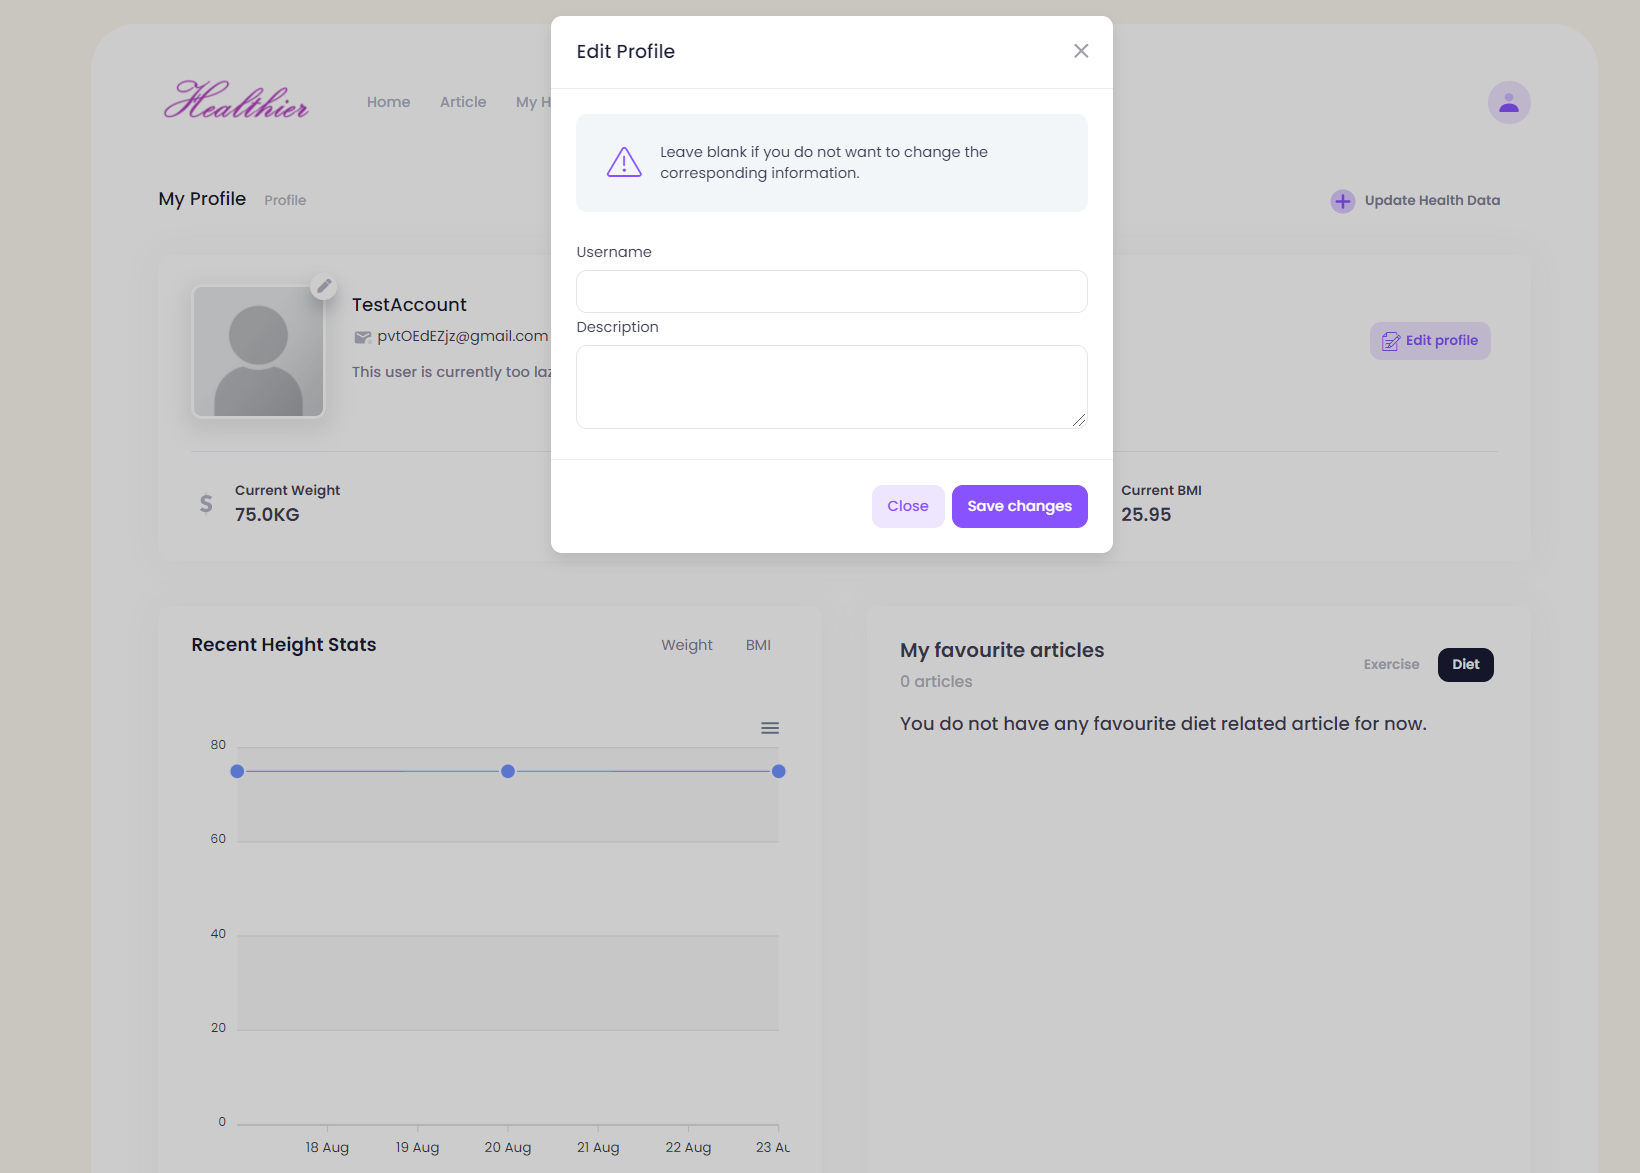 Edit Profile
Healthier
Home
Article
My H
Leave blank if you do not want to change the
corresponding information.
My Profile
Profile
Update Health Data
Username
TestAccount
pvtOEdEZjz@gmail.com
This user is currently too laz
Description
Edit profile
Close
Save changes
$
Current Weight
75.0KG
Current BMI
25.95
Recent Height Stats
Weight
BMI
My favourite articles
0 articles
Exercise
Diet
You do not have any favourite diet related article for now.
80
60
40
20
0
18 Aug
19 Aug
20 Aug
21 Aug
22 Aug
23 Au